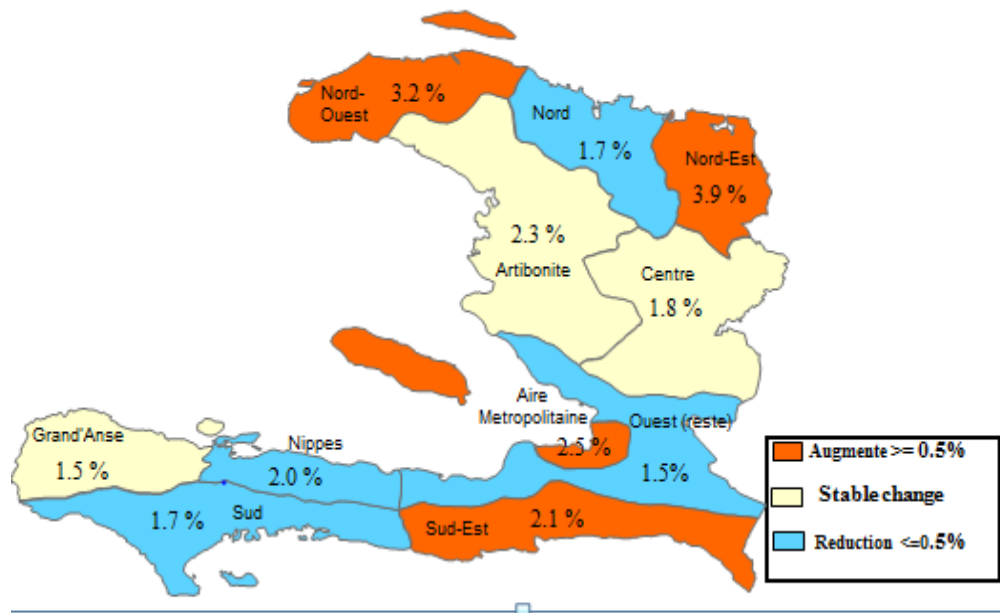 Nord-
Ouest
3.2 %
Nord
1.7 %
Nord-Est
3.9 %
2.3 %
Artibonite
Centre
1.8 %
Aire
Metropolitaine
2.5 %
Ouest (reste)
1.5%
Grand'Anse
1.5 %
Nippes
2.0 %
1.7 %
Sud
Sud-Est
2.1 %
Augmente >= 0.5%
Stable change
Reduction <=0.5%